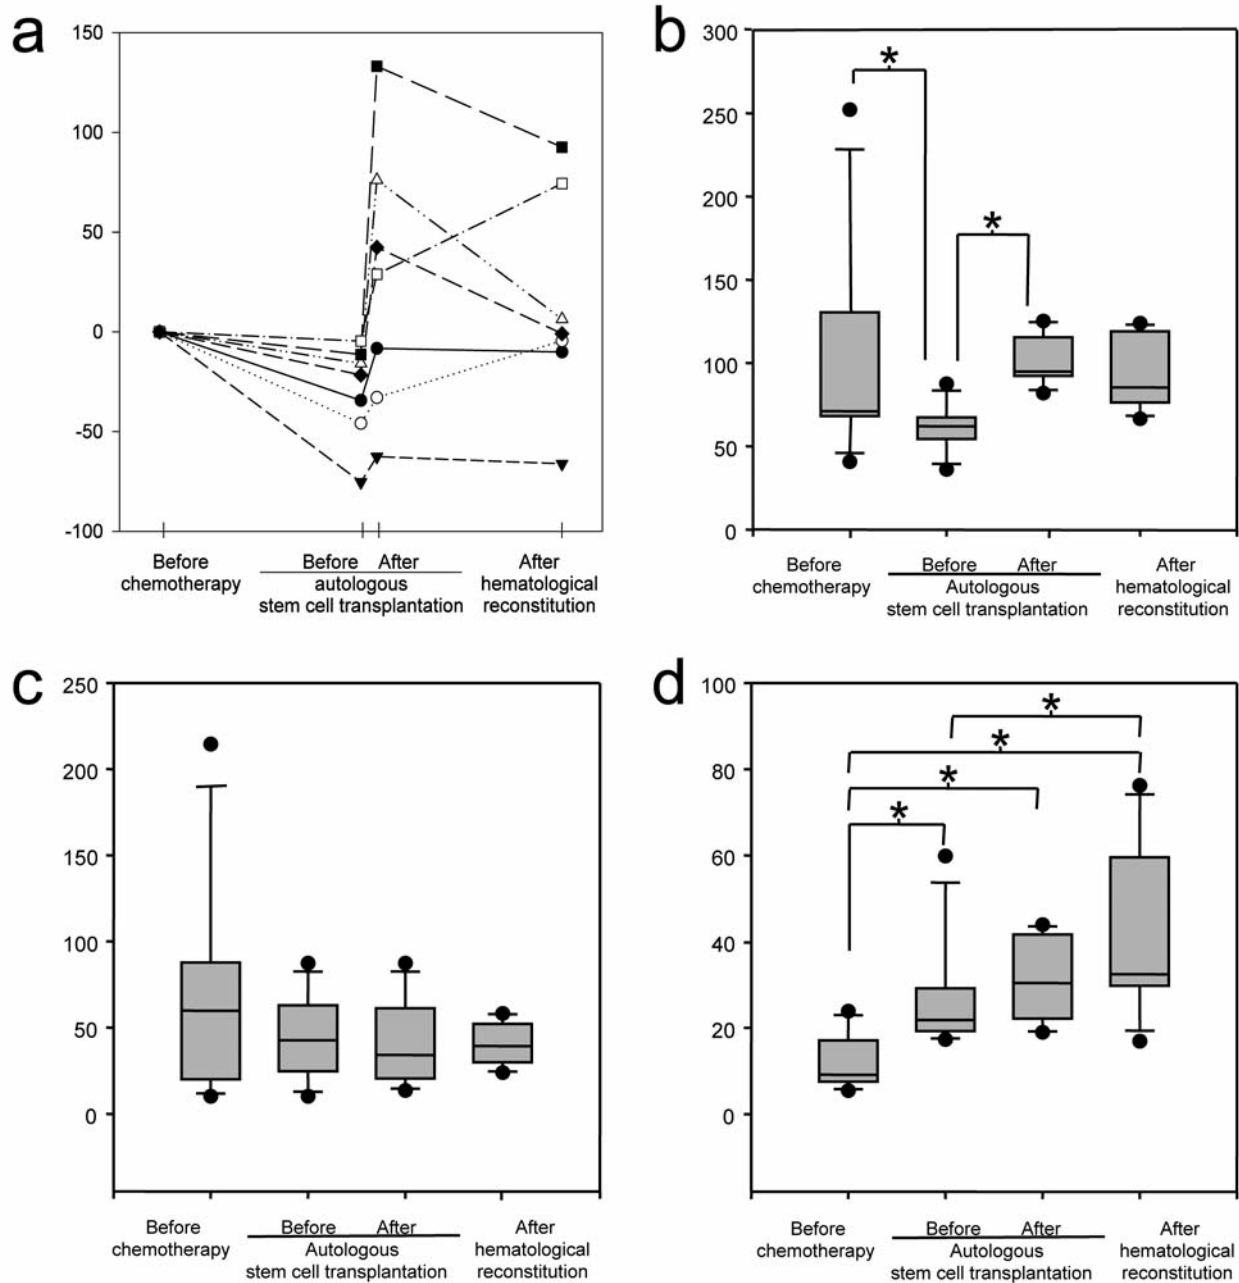 a
150
100
50
0
-50
-100
Before
chemotherapy
Before After
autologous
stem cell transplantation
After
hematological
reconstitution
b
300
250
200
150
100
50
0
*
*
Before
chemotherapy
Before After
Autologous
stem cell transplantation
After
hematological
reconstitution
c
250
200
150
100
50
0
Before
chemotherapy
Before After
Autologous
stem cell transplantation
After
hematological
reconstitution
d
100
80
60
40
20
0
*
*
*
*
Before
chemotherapy
Before After
Autologous
stem cell transplantation
After
hematological
reconstitution